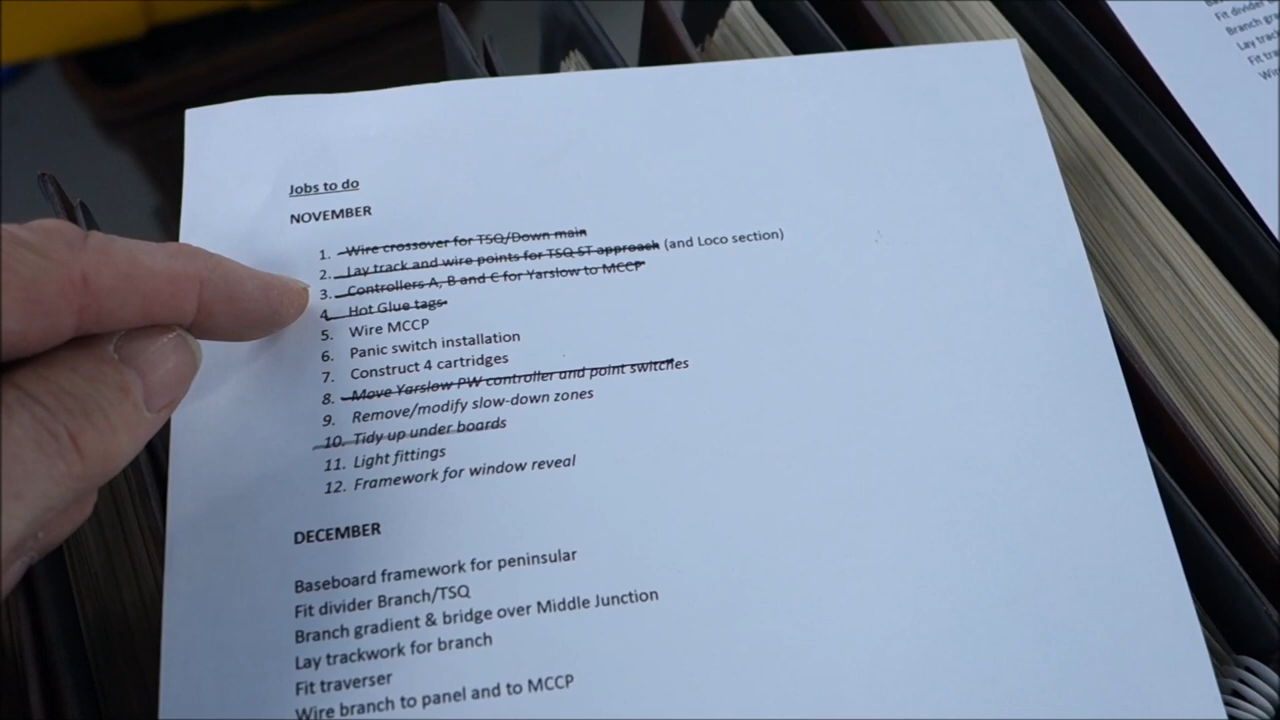 Jobs to do
NOVEMBER
1. Wire crossover for TSQ/Down main
2. Lay track and wire points for TSQ ST approach (and Loco section)
3. Controllers A, B and C for Yarslow to MCCP
4. Hot Glue tags
5. Wire MCCP
6. Panic switch installation
7. Construct 4 cartridges
8. Move Yarslow PW controller and point switches
9. Remove/modify slow-down zones
10. Tidy up under boards
11. Light fittings
12. Framework for window reveal
DECEMBER
Baseboard framework for peninsular
Fit divider Branch/TSQ
Branch gradient & bridge over Middle Junction
Lay trackwork for branch
Fit traverser
Wire branch to panel and to MCCP
Fit divider
Branch
Lay
Fit